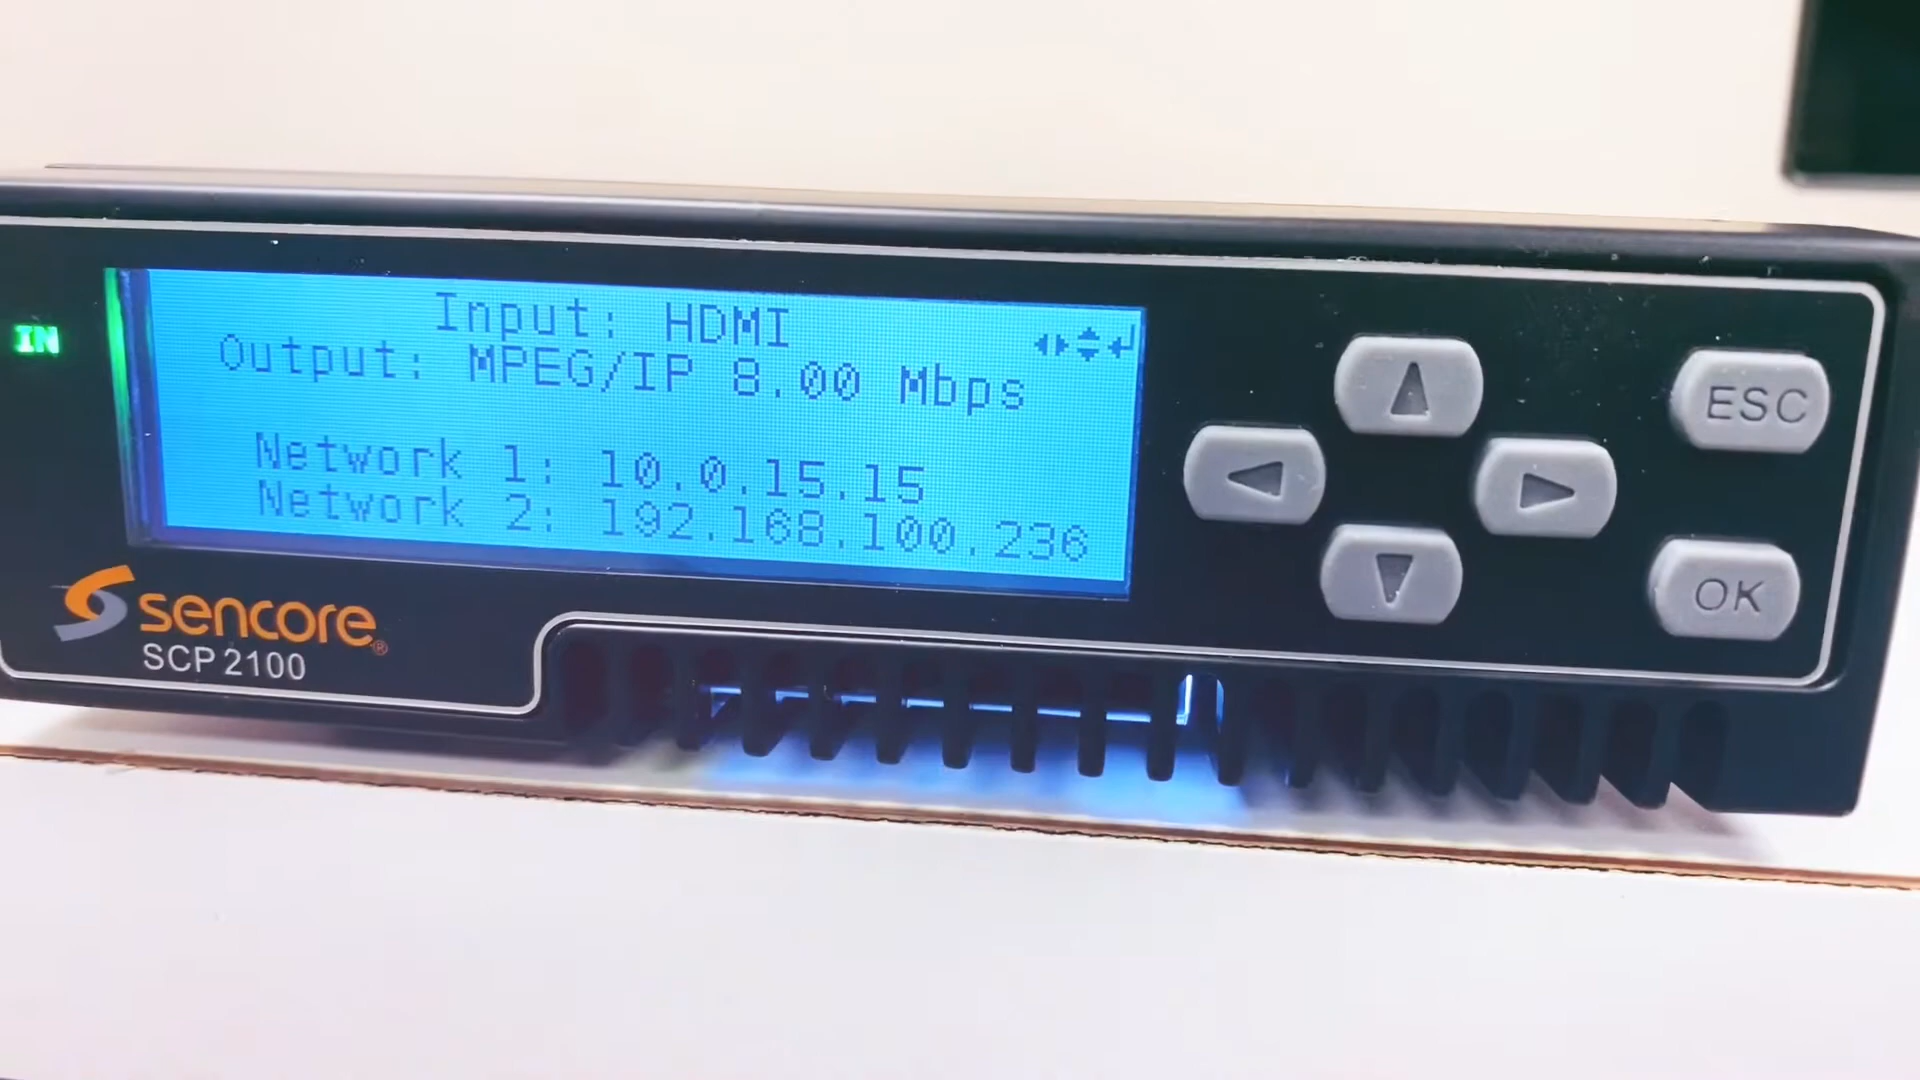 IN
Input: HDMI
Output: MPEG/IP 8.00 Mbps
Network 1: 10.0.15.15
Network 2: 192.168.100.236
sencore®
SCP 2100
ESC
OK